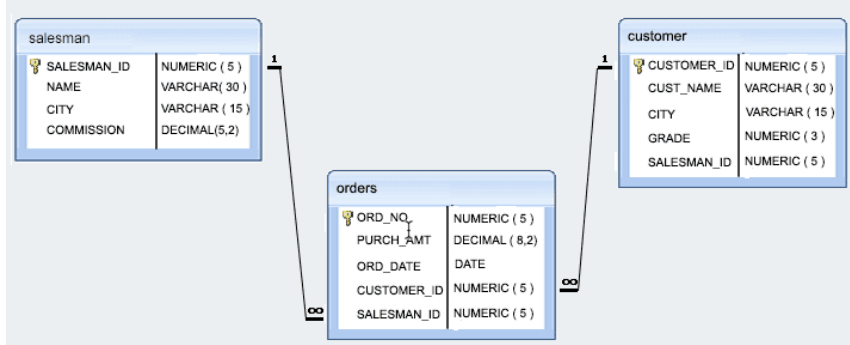 salesman
SALESMAN_ID NUMERIC ( 5 )
NAME VARCHAR( 30 )
CITY VARCHAR ( 15 )
COMMISSION DECIMAL(5,2)
1
∞
customer
CUSTOMER_ID NUMERIC ( 5 )
CUST_NAME VARCHAR ( 30 )
CITY VARCHAR ( 15 )
GRADE NUMERIC ( 3 )
SALESMAN_ID NUMERIC ( 5 )
1
∞
orders
ORD_NO NUMERIC ( 5 )
PURCH_AMT DECIMAL ( 8,2)
ORD_DATE DATE
CUSTOMER_ID NUMERIC ( 5 )
SALESMAN_ID NUMERIC ( 5 )